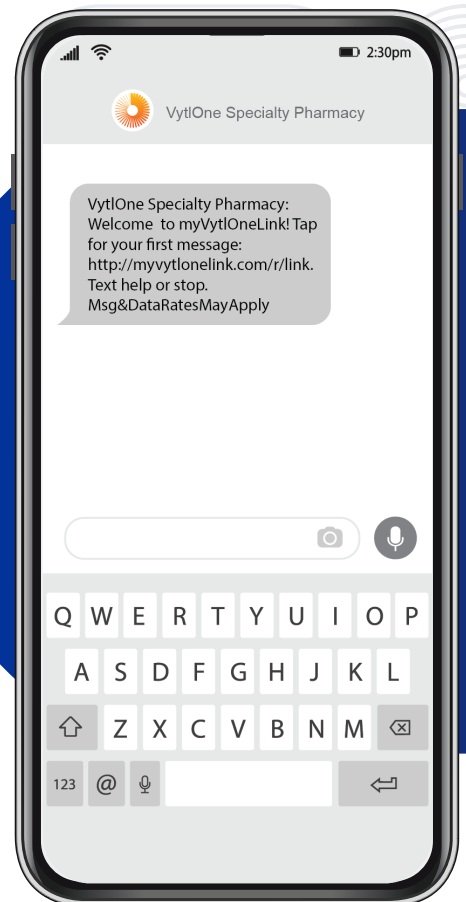 2:30pm
VytlOne Specialty Pharmacy
VytlOne Specialty Pharmacy:
Welcome to myVytlOneLink! Tap
for your first message:
http://myvytlonelink.com/r/link.
Text help or stop.
Msg&DataRatesMayApply
Q W E R T Y U I O P
A S D F G H J K L
Z X C V B N M
123 @